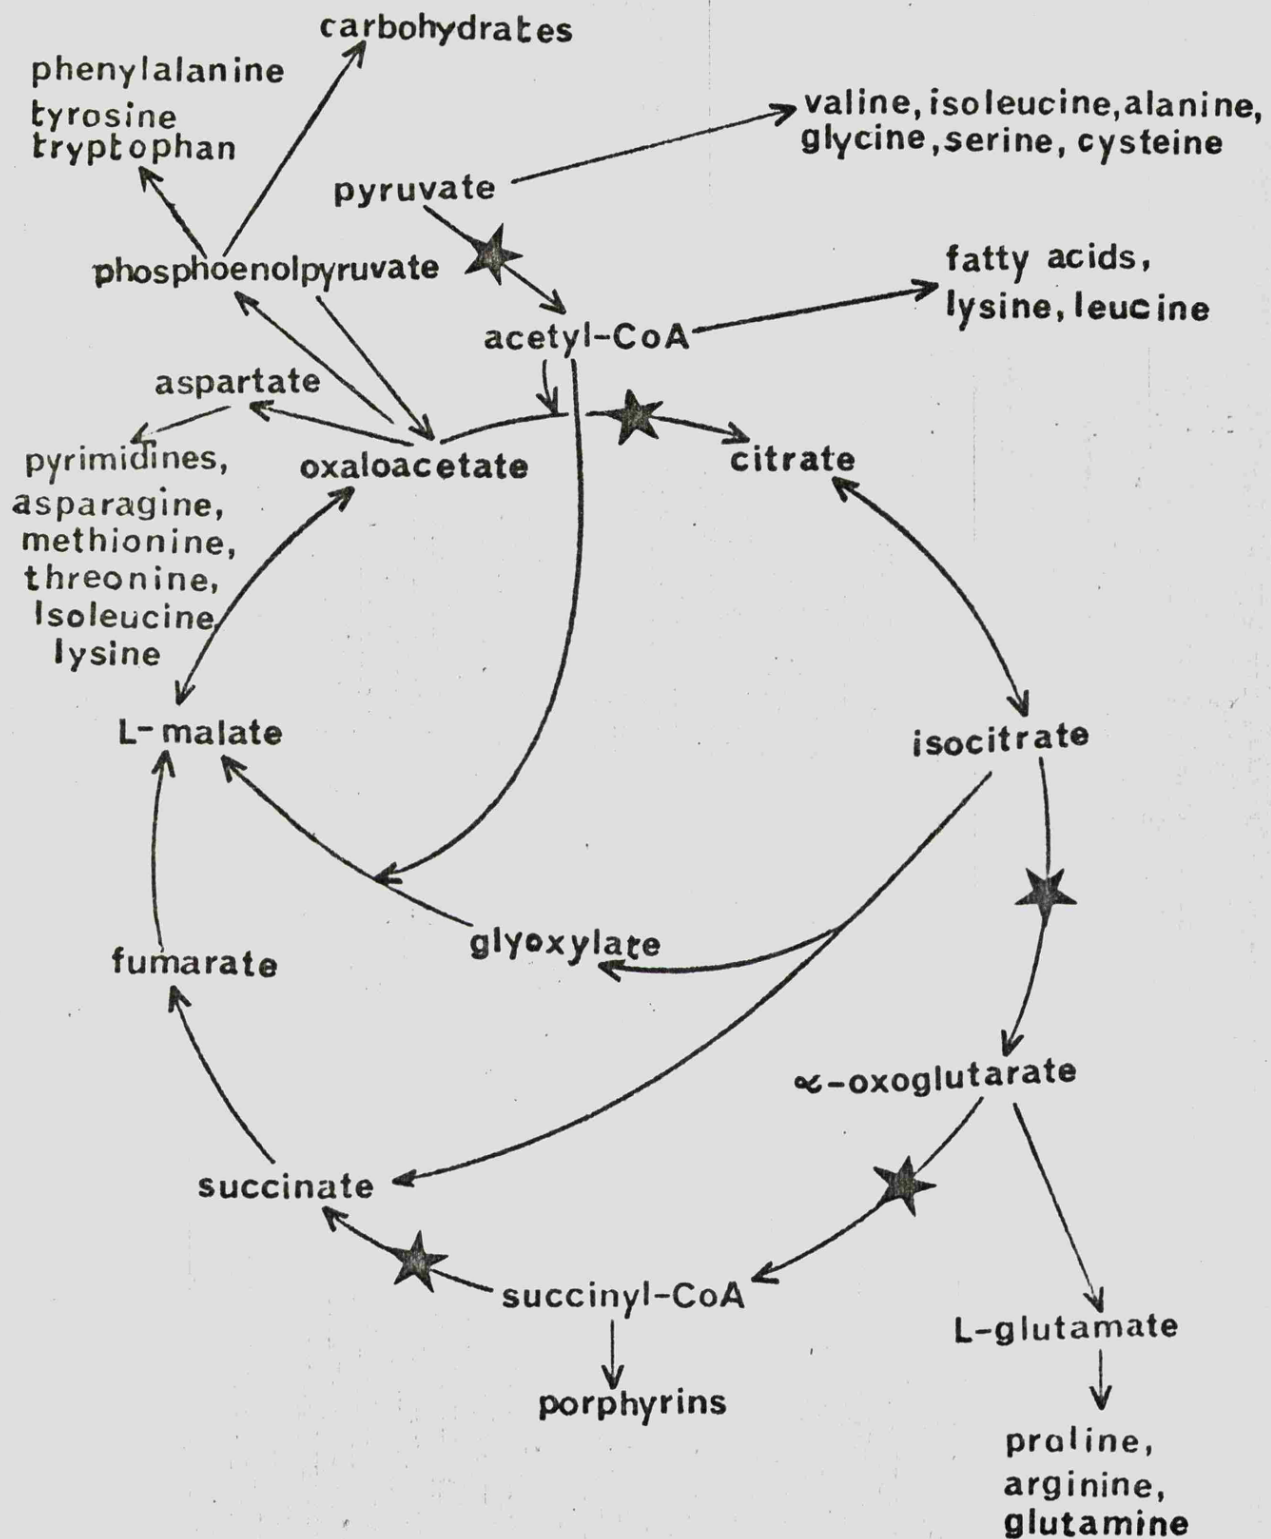 carbohydrates
phenylalanine
tyrosine
tryptophan
valine, isoleucine, alanine,
glycine, serine, cysteine
pyruvate
phosphoenolpyruvate
fatty acids,
lysine, leucine
acetyl-CoA
aspartate
pyrimidines,
asparagine,
methionine,
threonine,
Isoleucine,
lysine
oxaloacetate
citrate
L-malate
isocitrate
glyoxylate
fumarate
∝-oxoglutarate
succinate
succinyl-CoA
porphyrins
L-glutamate
proline,
arginine,
glutamine